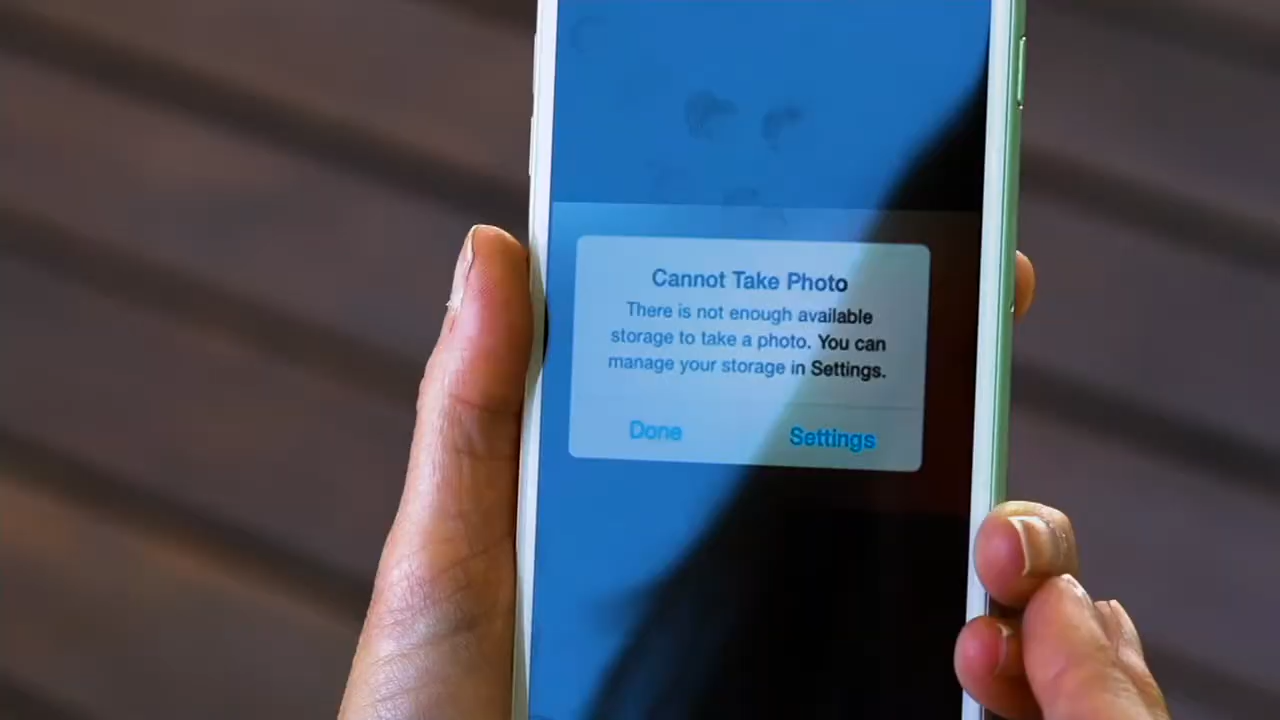 Cannot Take Photo
There is not enough available
storage to take a photo. You can
manage your storage in Settings.
Done
Settings